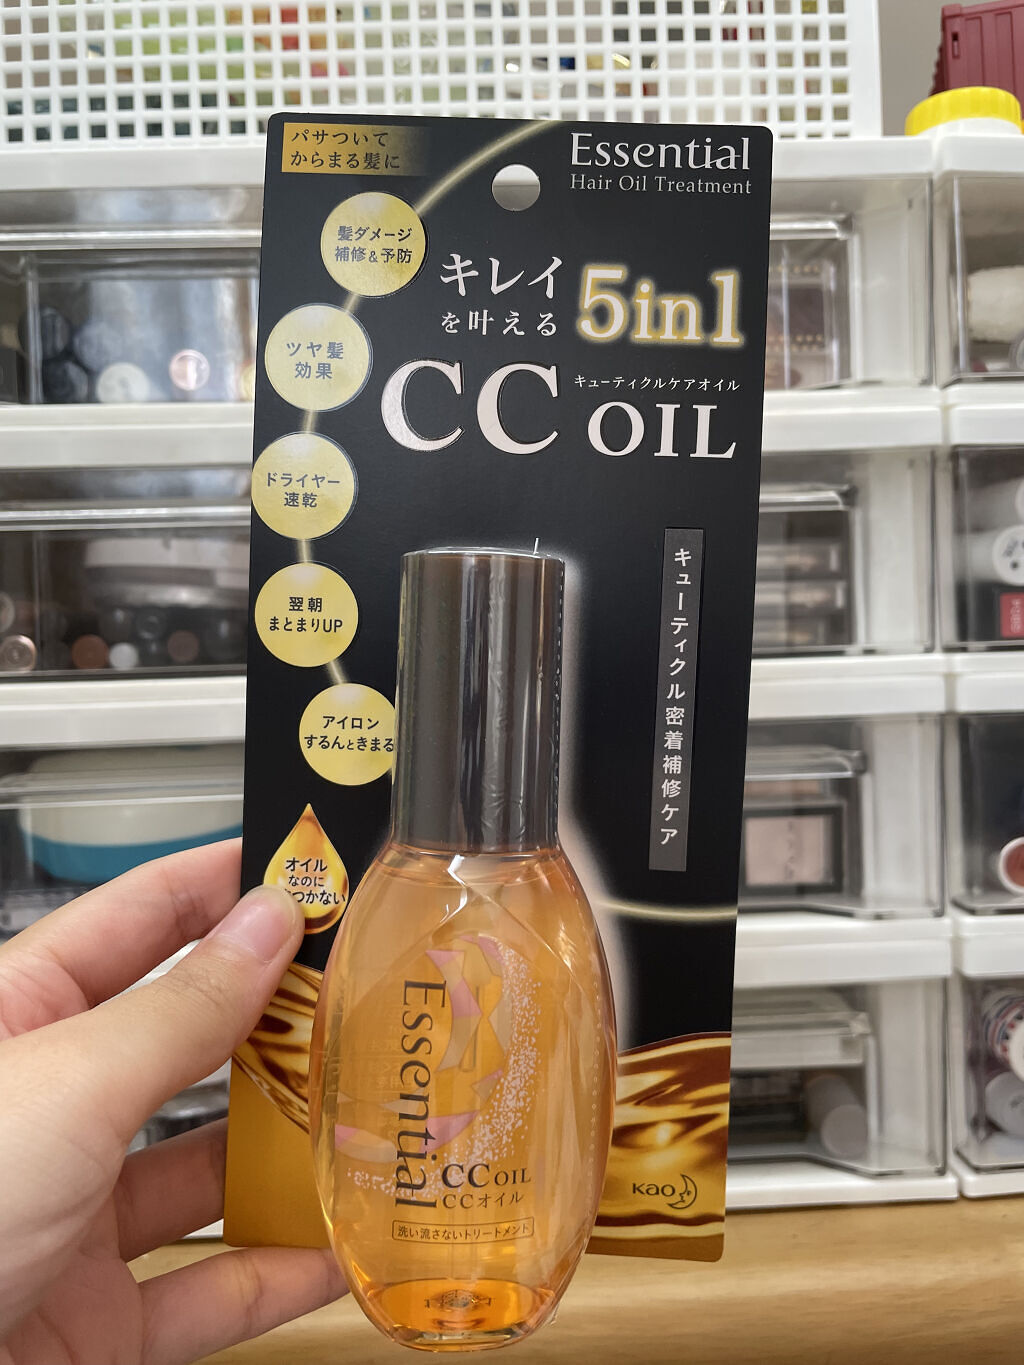 パサついて
からまる髪に
Essential
Hair Oil Treatment
髪ダメージ
補修&予防
キレイ
を叶える
5in1
ツヤ髪
効果
CC OIL
キューティクルケアオイル
ドライヤー
速乾
キューティクル密着補修ケア
翌朝
まとまりUP
アイロン
するんときまる
オイル
なのに
つかない
Essential
CC OIL
CCオイル
洗い流さないトリートメント
Kao